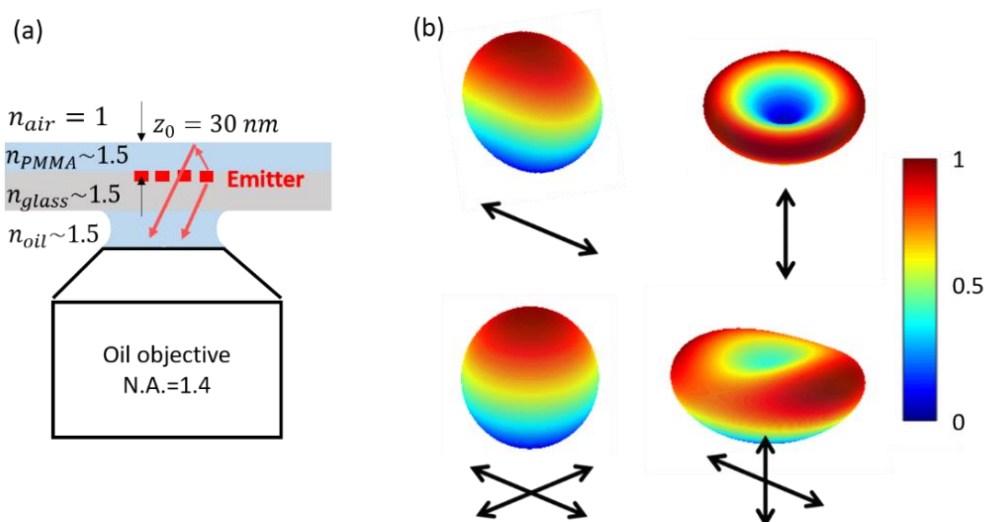 (a)
n_air = 1
z_0 = 30 nm
n_PMMA~1.5
Emitter
n_glass~1.5
n_oil~1.5
Oil objective
N.A.=1.4
(b)
1
0.5
0